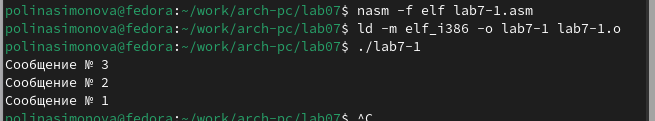 polinasimonova@fedora:~/work/arch-pc/lab07$ nasm -f elf lab7-1.asm
polinasimonova@fedora:~/work/arch-pc/lab07$ ld -m elf_i386 -o lab7-1 lab7-1.o
polinasimonova@fedora:~/work/arch-pc/lab07$ ./lab7-1
Сообщение № 3
Сообщение № 2
Сообщение № 1
polinasimonova@fedora:~/work/arch-pc/lab07$ ^C